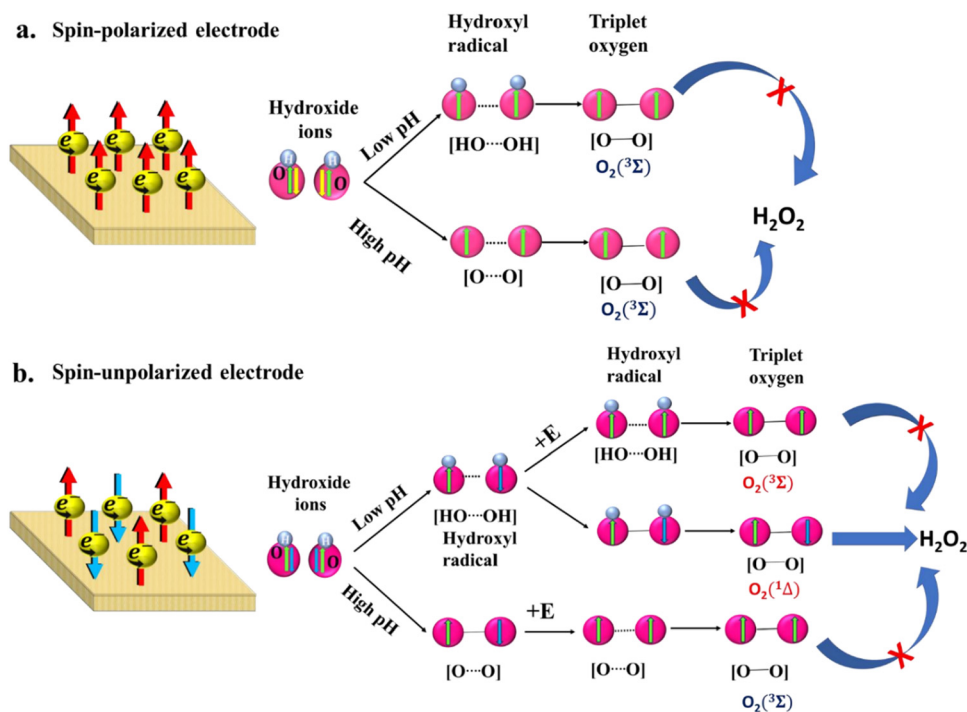 a. Spin-polarized electrode
Hydroxyl
radical
Triplet
oxygen
e⁻ e⁻ e⁻
e⁻ e⁻ e⁻
Hydroxide
ions
H H
O O
Low pH
[HO····OH]
[O—O]
O₂(³Σ)
High pH
[O····O]
[O—O]
O₂(³Σ)
X
X
H₂O₂
b. Spin-unpolarized electrode
Hydroxyl
radical
Triplet
oxygen
e⁻ e⁻ e⁻
e⁻ e⁻ e⁻
Hydroxide
ions
H H
O O
Low pH
[HO····OH]
Hydroxyl
radical
+E
[HO····OH]
[O—O]
O₂(³Σ)
X
[O—O]
O₂(¹Δ)
H₂O₂
High pH
[O····O]
+E
[O····O]
[O—O]
O₂(³Σ)
X